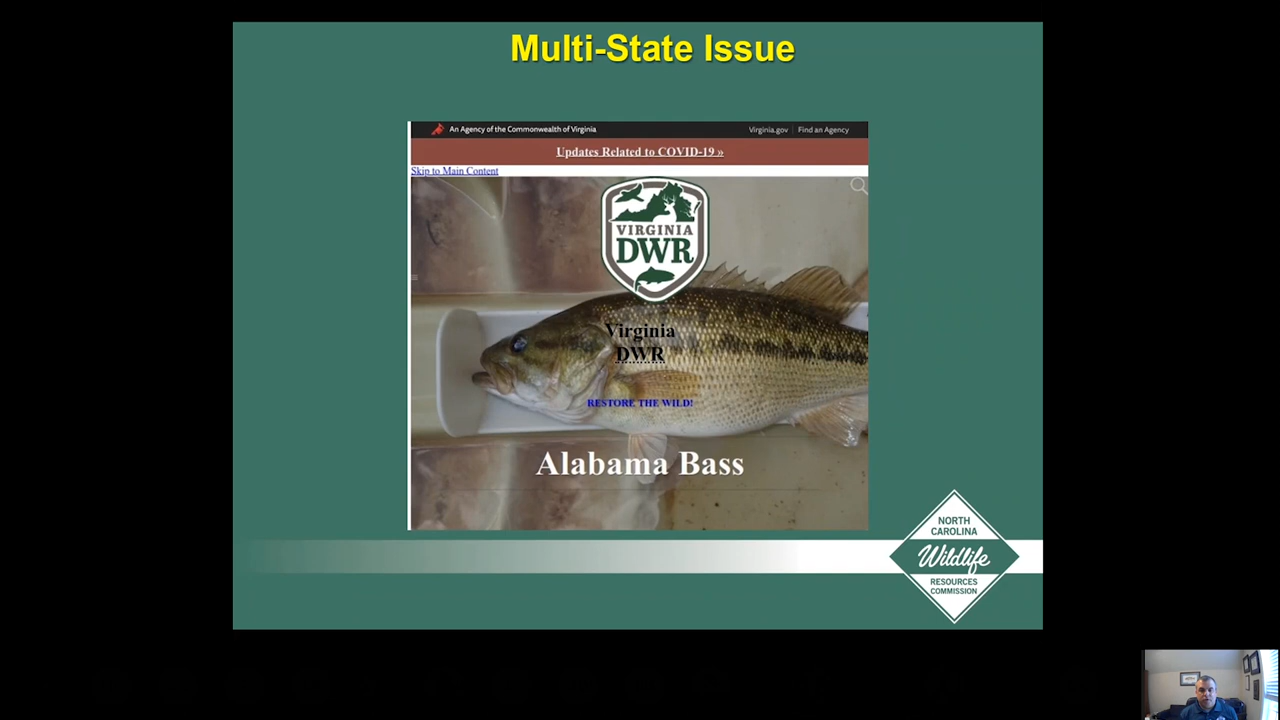 Multi-State Issue
An Agency of the Commonwealth of Virginia
Virginia.gov
Find an Agency
Updates Related to COVID-19 »
Skip to Main Content
VIRGINIA
DWR
Virginia
DWR
RESTORE THE WILD!
Alabama Bass
NORTH
CAROLINA
Wildlife
RESOURCES
COMMISSION